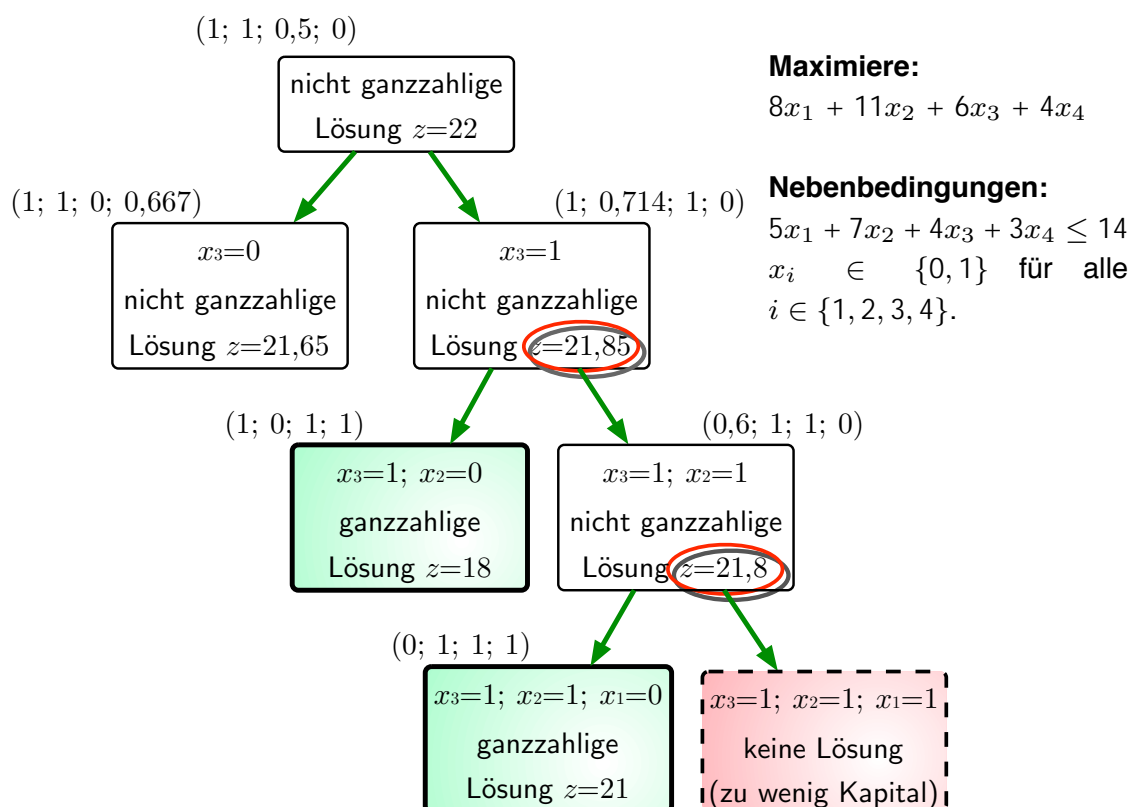 (1; 1; 0,5; 0)
nicht ganzzahlige
Lösung z=22
Maximiere:
8x₁ + 11x₂ + 6x₃ + 4x₄
Nebenbedingungen:
5x₁ + 7x₂ + 4x₃ + 3x₄ ≤ 14
xᵢ ∈ {0, 1} für alle
i ∈ {1, 2, 3, 4}.
(1; 1; 0; 0,667)
x₃=0
nicht ganzzahlige
Lösung z=21,65
(1; 0,714; 1; 0)
x₃=1
nicht ganzzahlige
Lösung z=21,85
(1; 0; 1; 1)
x₃=1; x₂=0
ganzzahlige
Lösung z=18
(0,6; 1; 1; 0)
x₃=1; x₂=1
nicht ganzzahlige
Lösung z=21,8
(0; 1; 1; 1)
x₃=1; x₂=1; x₁=0
ganzzahlige
Lösung z=21
x₃=1; x₂=1; x₁=1
keine Lösung
(zu wenig Kapital)